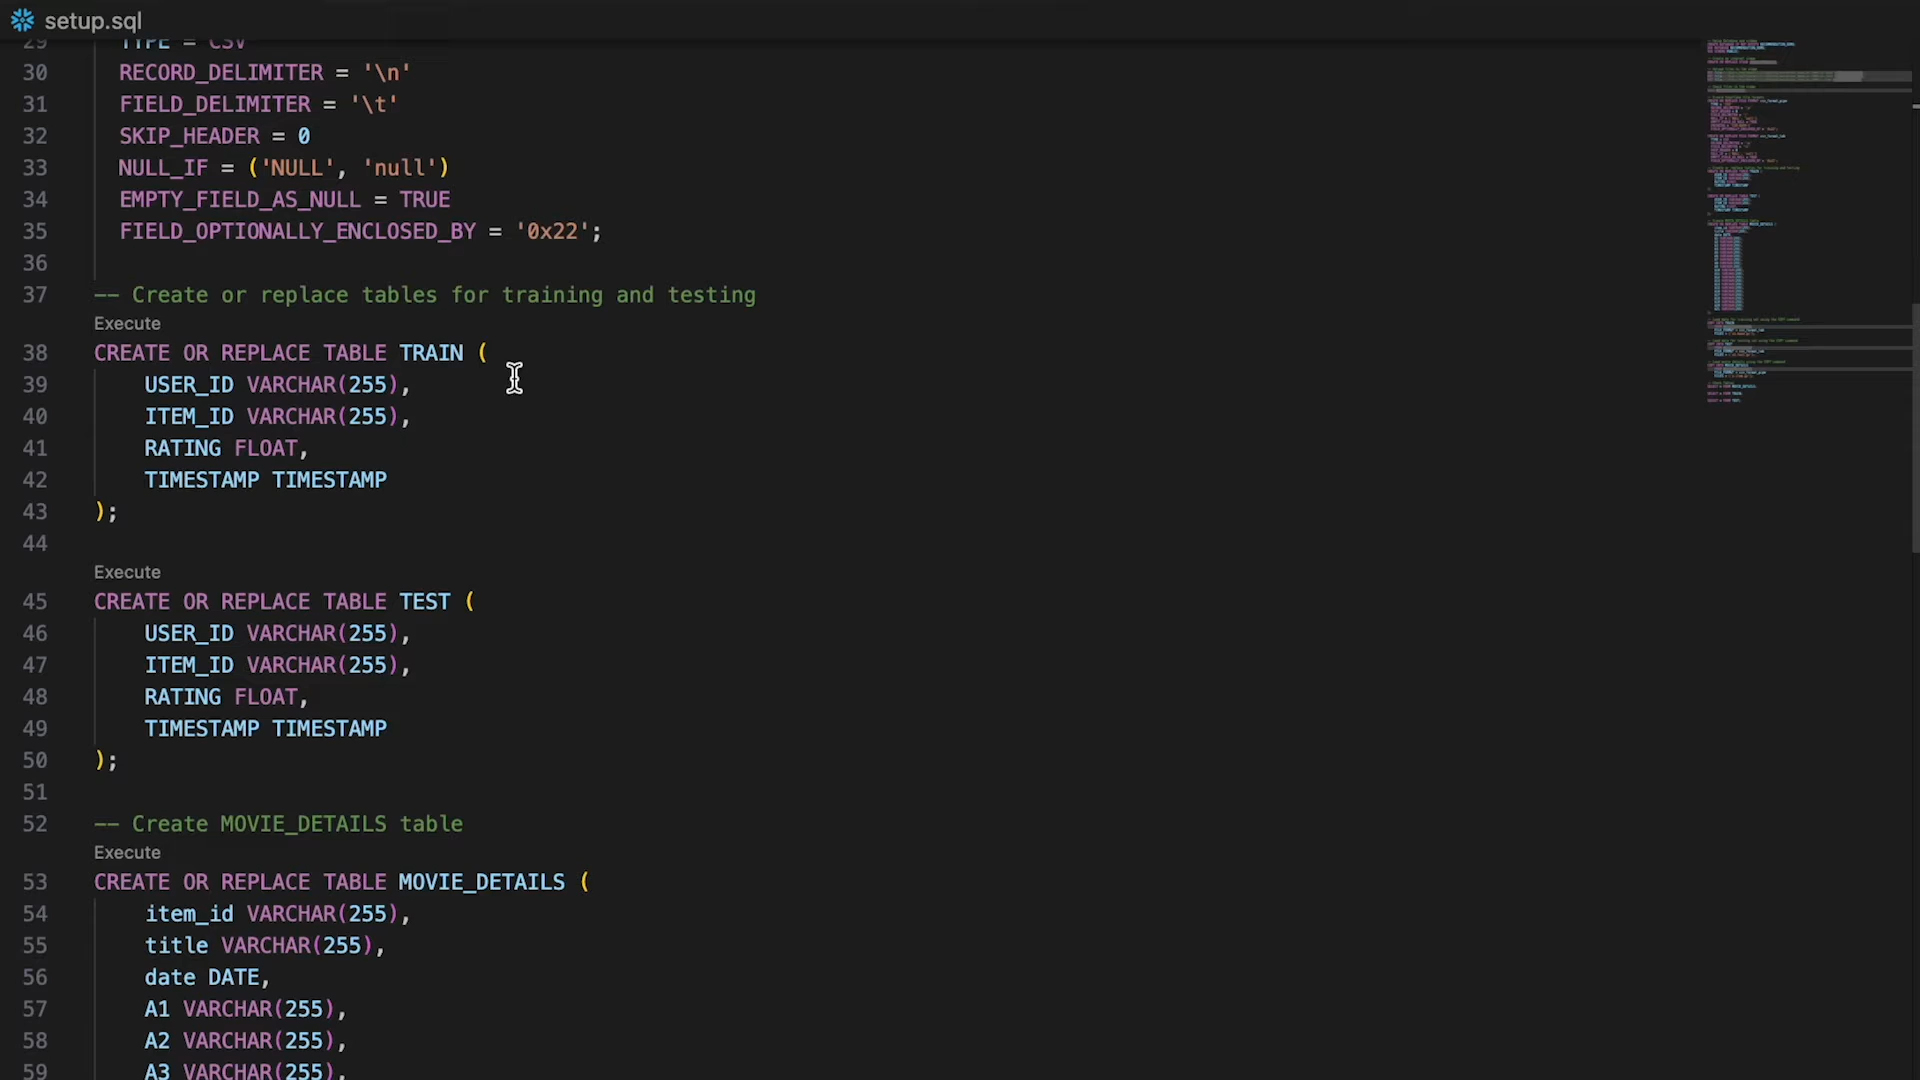 setup.sql
29 TYPE = CSV
30 RECORD_DELIMITER = '\n'
31 FIELD_DELIMITER = '\t'
32 SKIP_HEADER = 0
33 NULL_IF = ('NULL', 'null')
34 EMPTY_FIELD_AS_NULL = TRUE
35 FIELD_OPTIONALLY_ENCLOSED_BY = '0x22';
36
37 -- Create or replace tables for training and testing
Execute
38 CREATE OR REPLACE TABLE TRAIN (
39 USER_ID VARCHAR(255),
40 ITEM_ID VARCHAR(255),
41 RATING FLOAT,
42 TIMESTAMP TIMESTAMP
43 );
44
Execute
45 CREATE OR REPLACE TABLE TEST (
46 USER_ID VARCHAR(255),
47 ITEM_ID VARCHAR(255),
48 RATING FLOAT,
49 TIMESTAMP TIMESTAMP
50 );
51
52 -- Create MOVIE_DETAILS table
Execute
53 CREATE OR REPLACE TABLE MOVIE_DETAILS (
54 item_id VARCHAR(255),
55 title VARCHAR(255),
56 date DATE,
57 A1 VARCHAR(255),
58 A2 VARCHAR(255),
59 A3 VARCHAR(255),